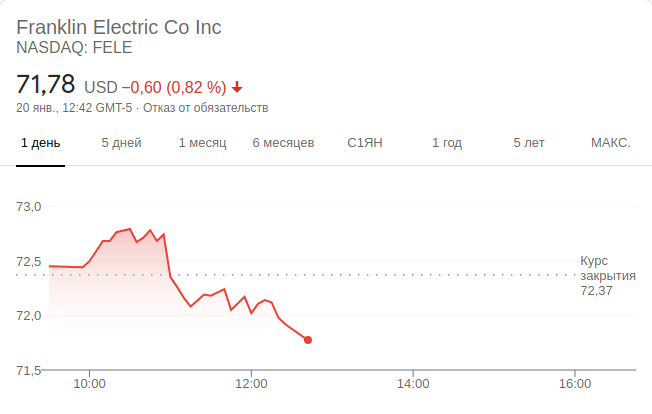 Franklin Electric Co Inc
NASDAQ: FELE
71,78 USD −0,60 (0,82 %)
20 янв., 12:42 GMT-5 · Отказ от обязательств
1 день 5 дней 1 месяц 6 месяцев С1ЯН 1 год 5 лет МАКС.
73,0
72,5
Курс
закрытия
72,37
72,0
71,5
10:00 12:00 14:00 16:00